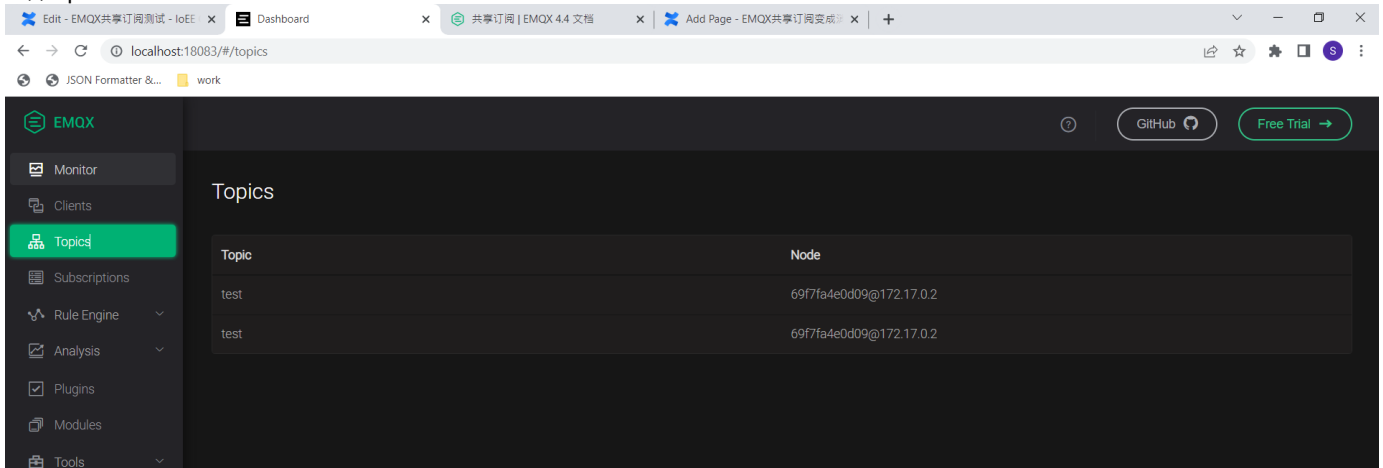 Edit - EMQX共享订阅测试 - IoEE
Dashboard
共享订阅 | EMQX 4.4 文档
Add Page - EMQX共享订阅变成
localhost:18083/#/topics
S
JSON Formatter &...
work
EMQX
GitHub
Free Trial →
Monitor
Clients
Topics
Subscriptions
Rule Engine
Analysis
Plugins
Modules
Tools
Topics
Topic Node
test 69f7fa4e0d09@172.17.0.2
test 69f7fa4e0d09@172.17.0.2